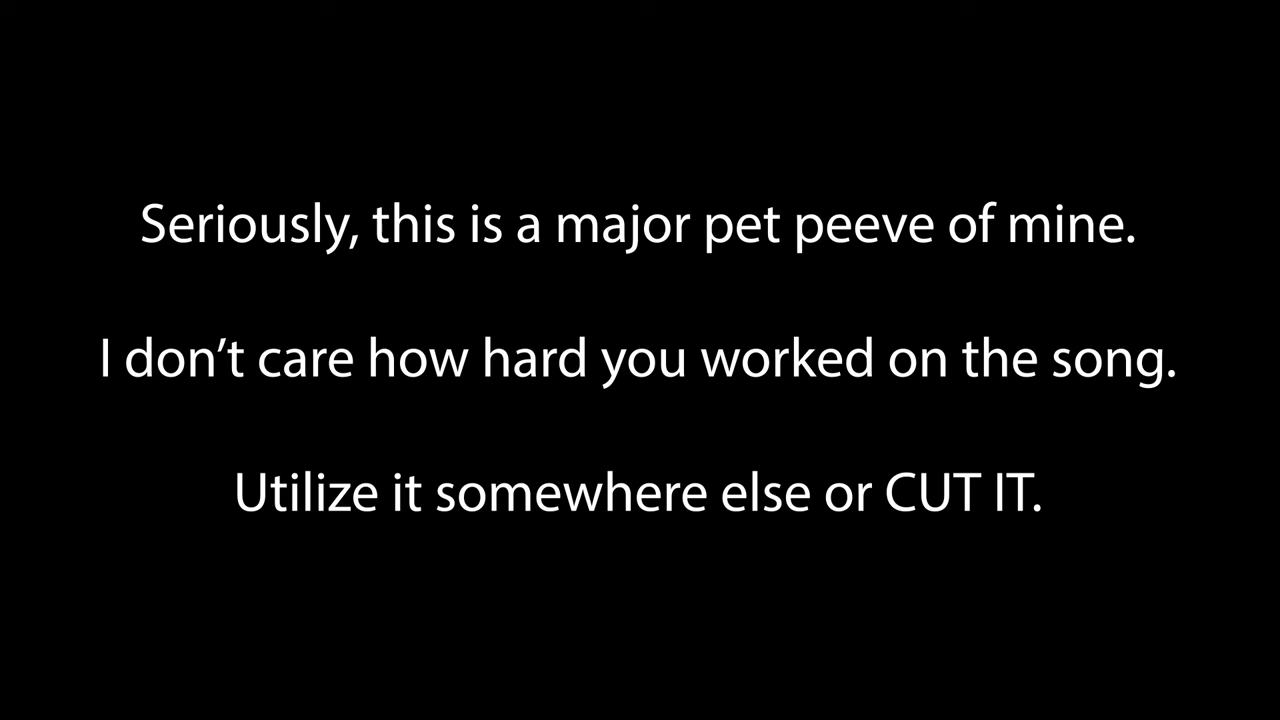 Seriously, this is a major pet peeve of mine.
I don’t care how hard you worked on the song.
Utilize it somewhere else or CUT IT.